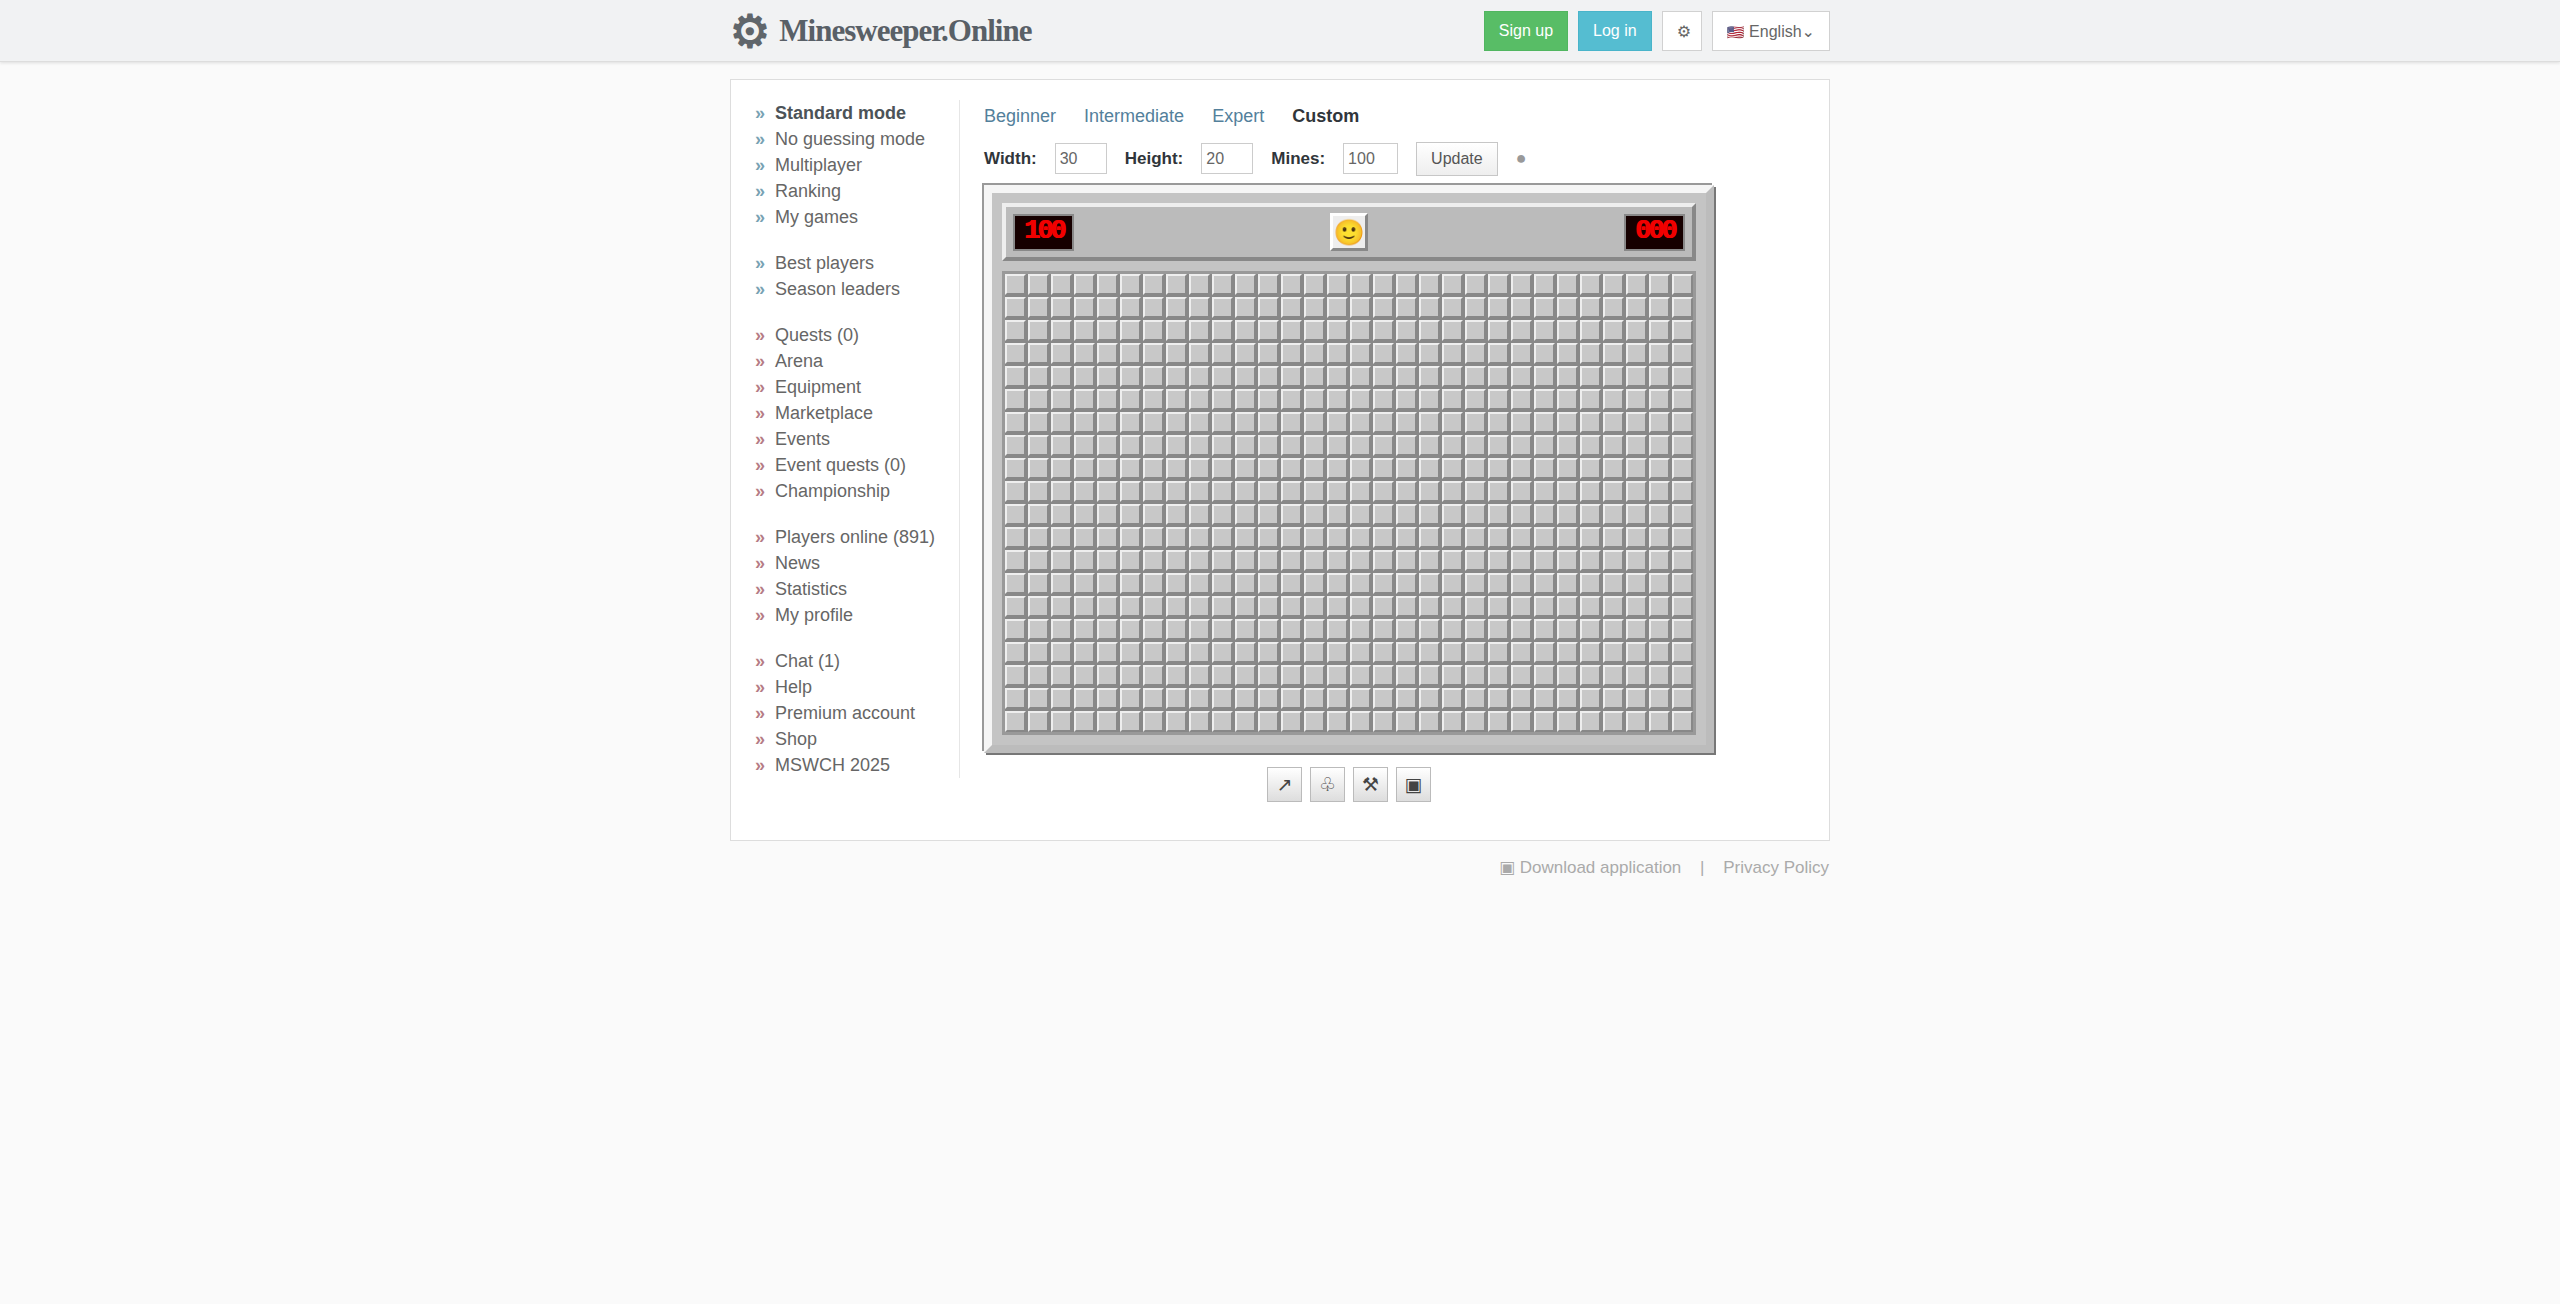 Minesweeper.Online
Sign up
Log in
English
» Standard mode
» No guessing mode
» Multiplayer
» Ranking
» My games
» Best players
» Season leaders
» Quests (0)
» Arena
» Equipment
» Marketplace
» Events
» Event quests (0)
» Championship
» Players online (891)
» News
» Statistics
» My profile
» Chat (1)
» Help
» Premium account
» Shop
» MSWCH 2025
Beginner Intermediate Expert Custom
Width: 30 Height: 20 Mines: 100 Update
100 000
Download application | Privacy Policy